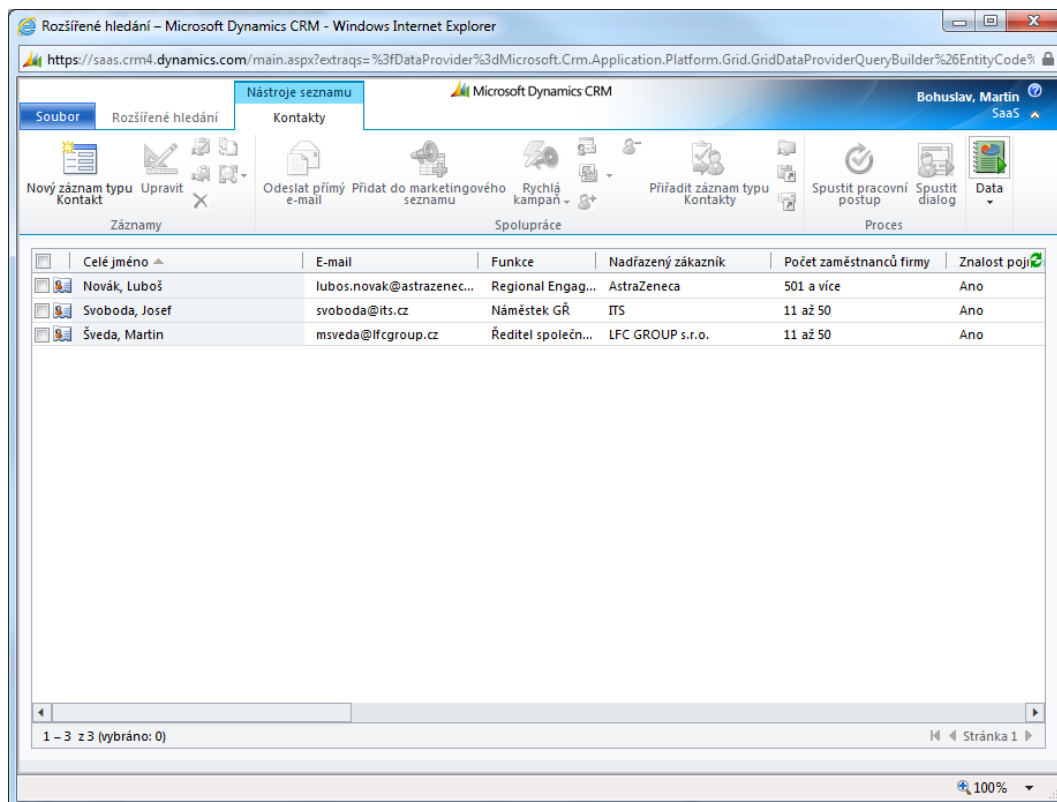 Rozšířené hledání – Microsoft Dynamics CRM - Windows Internet Explorer
https://saas.crm4.dynamics.com/main.aspx?extraqs=%3fDataProvider%3dMicrosoft.Crm.Application.Platform.Grid.GridDataProviderQueryBuilder%26EntityCode%
Nástroje seznamu
Microsoft Dynamics CRM
Bohuslav, Martin
SaaS
Soubor Rozšířené hledání Kontakty
Nový záznam typu Kontakt
Upravit
Odeslat přímý e-mail
Přidat do marketingového seznamu
Rychlá kampaň
Přiřadit záznam typu Kontakty
Spustit pracovní postup
Spustit dialog
Data
Záznamy Spolupráce Proces
Celé jméno E-mail Funkce Nadřazený zákazník Počet zaměstnanců firmy Znalost poji
Novák, Luboš lubos.novak@astrazenec... Regional Engag... AstraZeneca 501 a více Ano
Svoboda, Josef svoboda@its.cz Náměstek GŘ ITS 11 až 50 Ano
Šveda, Martin msveda@lfcgroup.cz Ředitel společn... LFC GROUP s.r.o. 11 až 50 Ano
1 – 3 z 3 (vybráno: 0) Stránka 1
100%